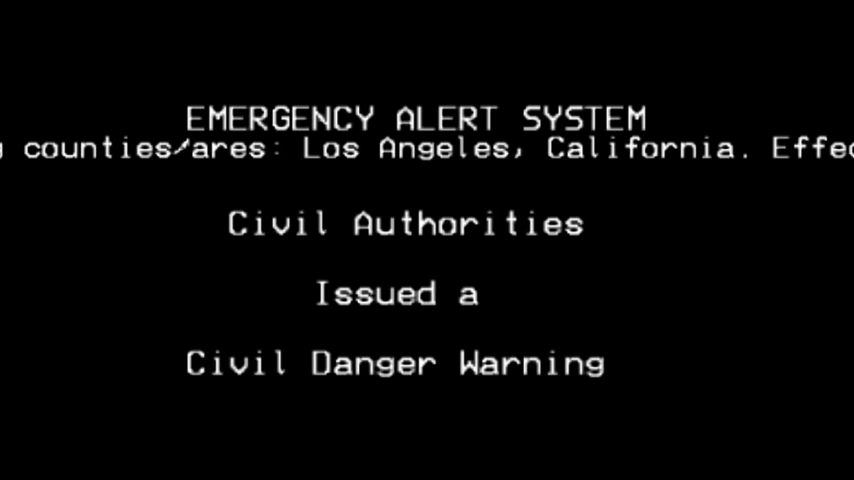 EMERGENCY ALERT SYSTEM
counties/ares: Los Angeles, California.
Civil Authorities
Issued a
Civil Danger Warning